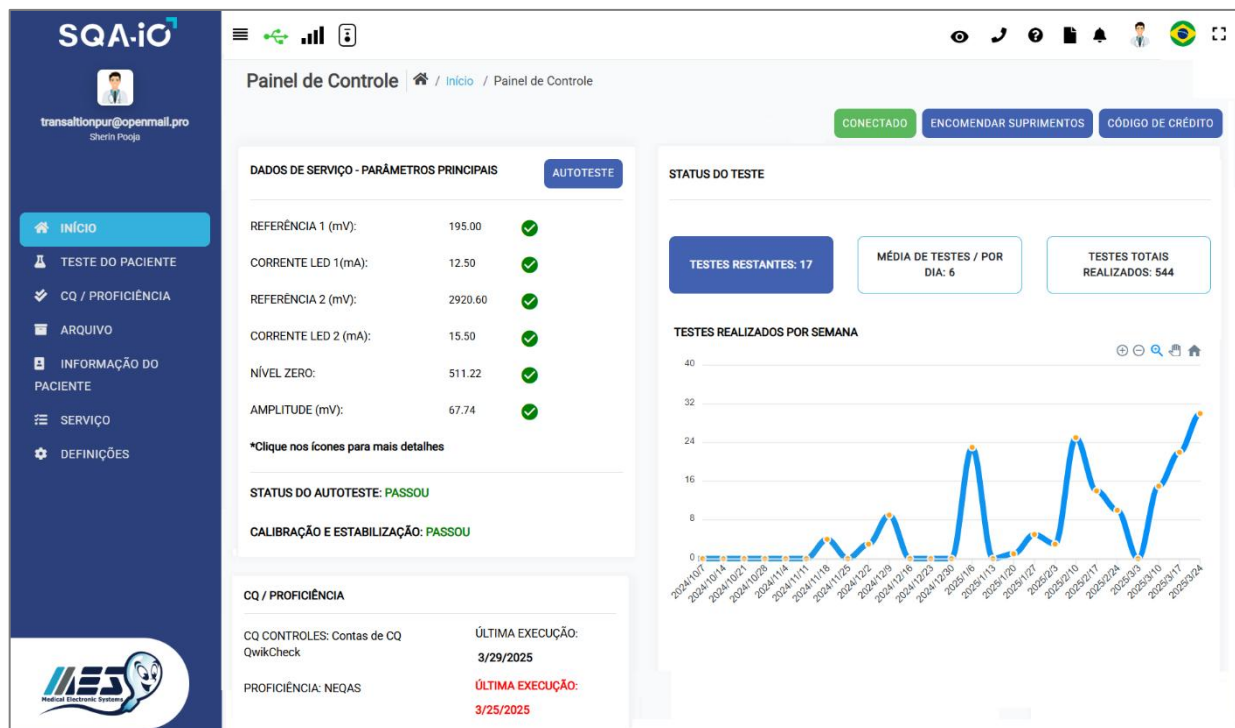 SQA-iO
transaltionpur@openmail.pro
Sherin Pooja
INÍCIO
TESTE DO PACIENTE
CQ / PROFICIÊNCIA
ARQUIVO
INFORMAÇÃO DO
PACIENTE
SERVIÇO
DEFINIÇÕES
MES
Medical Electronic Systems
Painel de Controle
/ Início / Painel de Controle
CONECTADO
ENCOMENDAR SUPRIMENTOS
CÓDIGO DE CRÉDITO
DADOS DE SERVIÇO - PARÂMETROS PRINCIPAIS
AUTOTESTE
REFERÊNCIA 1 (mV): 195.00
CORRENTE LED 1(mA): 12.50
REFERÊNCIA 2 (mV): 2920.60
CORRENTE LED 2 (mA): 15.50
NÍVEL ZERO: 511.22
AMPLITUDE (mV): 67.74
*Clique nos ícones para mais detalhes
STATUS DO AUTOTESTE: PASSOU
CALIBRAÇÃO E ESTABILIZAÇÃO: PASSOU
CQ / PROFICIÊNCIA
CQ CONTROLES: Contas de CQ
QwikCheck
ÚLTIMA EXECUÇÃO:
3/29/2025
PROFICIÊNCIA: NEQAS
ÚLTIMA EXECUÇÃO:
3/25/2025
STATUS DO TESTE
TESTES RESTANTES: 17
MÉDIA DE TESTES / POR
DIA: 6
TESTES TOTAIS
REALIZADOS: 544
TESTES REALIZADOS POR SEMANA
40
32
24
16
8
0
2024/10/7
2024/10/14
2024/10/21
2024/10/28
2024/11/4
2024/11/11
2024/11/18
2024/11/25
2024/12/2
2024/12/9
2024/12/16
2024/12/23
2024/12/30
2025/1/6
2025/1/13
2025/1/20
2025/1/27
2025/2/3
2025/2/10
2025/2/17
2025/2/24
2025/3/3
2025/3/10
2025/3/17
2025/3/24